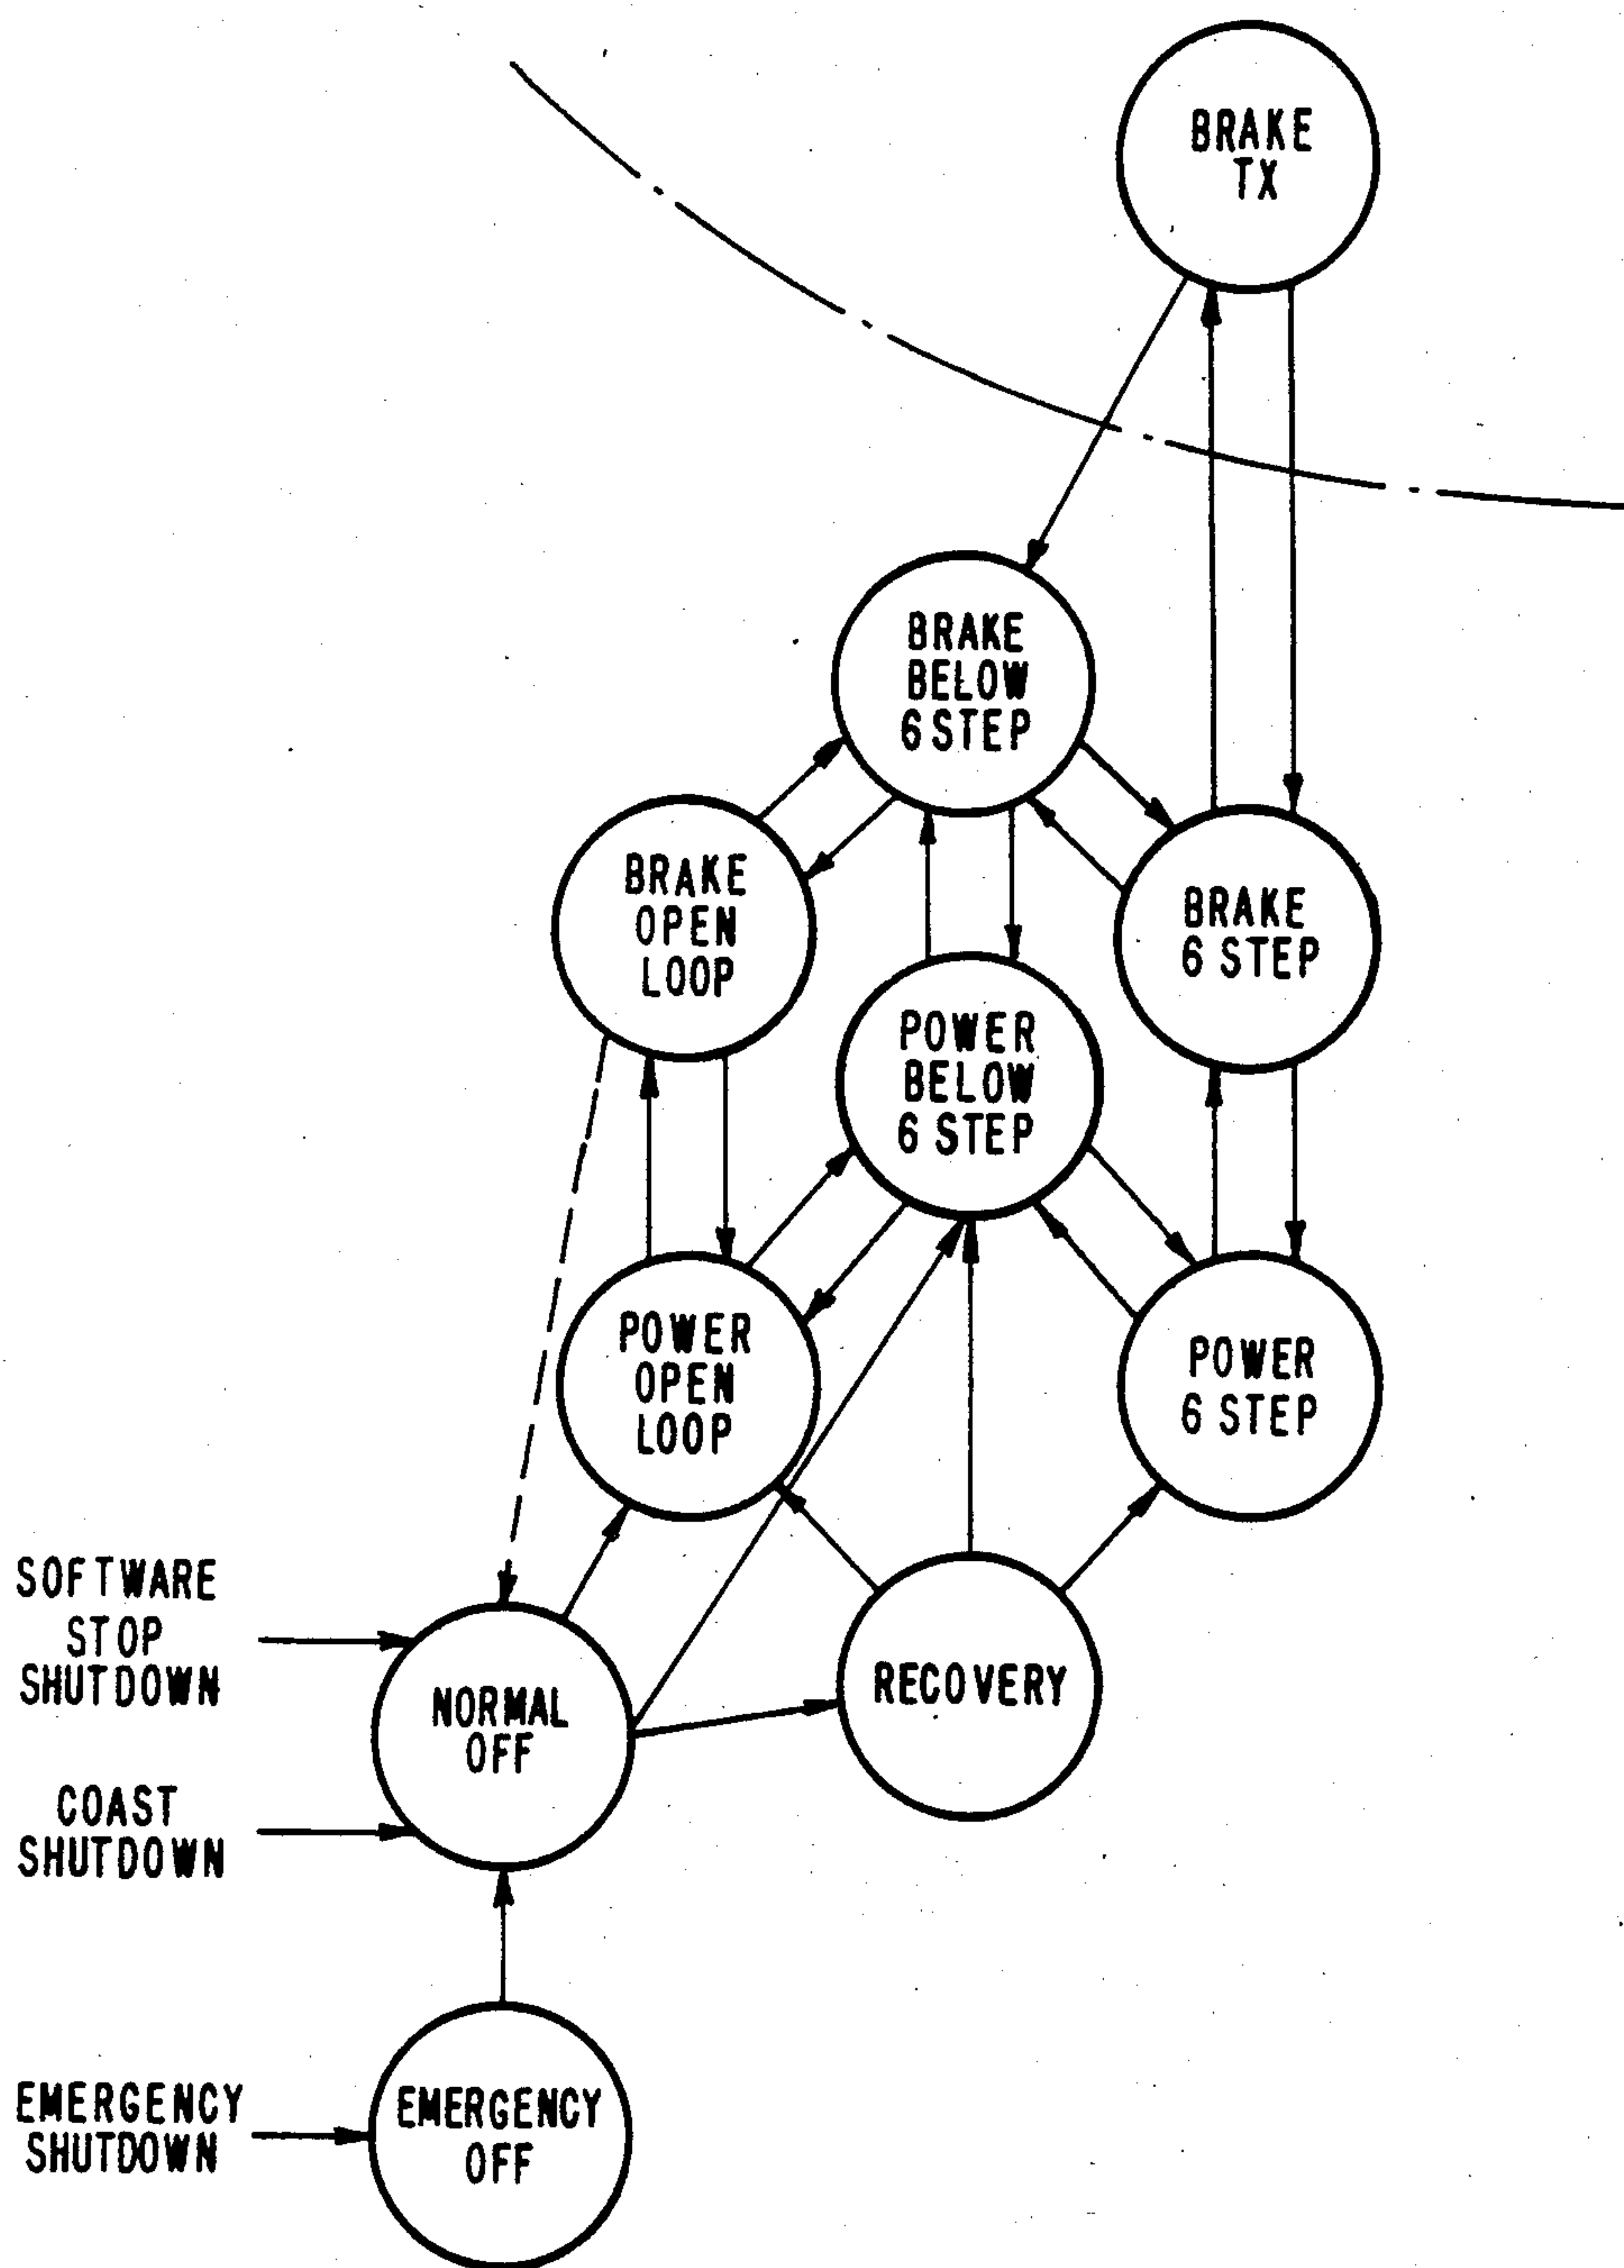 BRAKE
TX
BRAKE
BELOW
6 STEP
BRAKE
OPEN
LOOP
BRAKE
6 STEP
POWER
BELOW
6 STEP
POWER
OPEN
LOOP
POWER
6 STEP
SOFTWARE
STOP
SHUTDOWN
NORMAL
OFF
RECOVERY
COAST
SHUTDOWN
EMERGENCY
SHUTDOWN
EMERGENCY
OFF